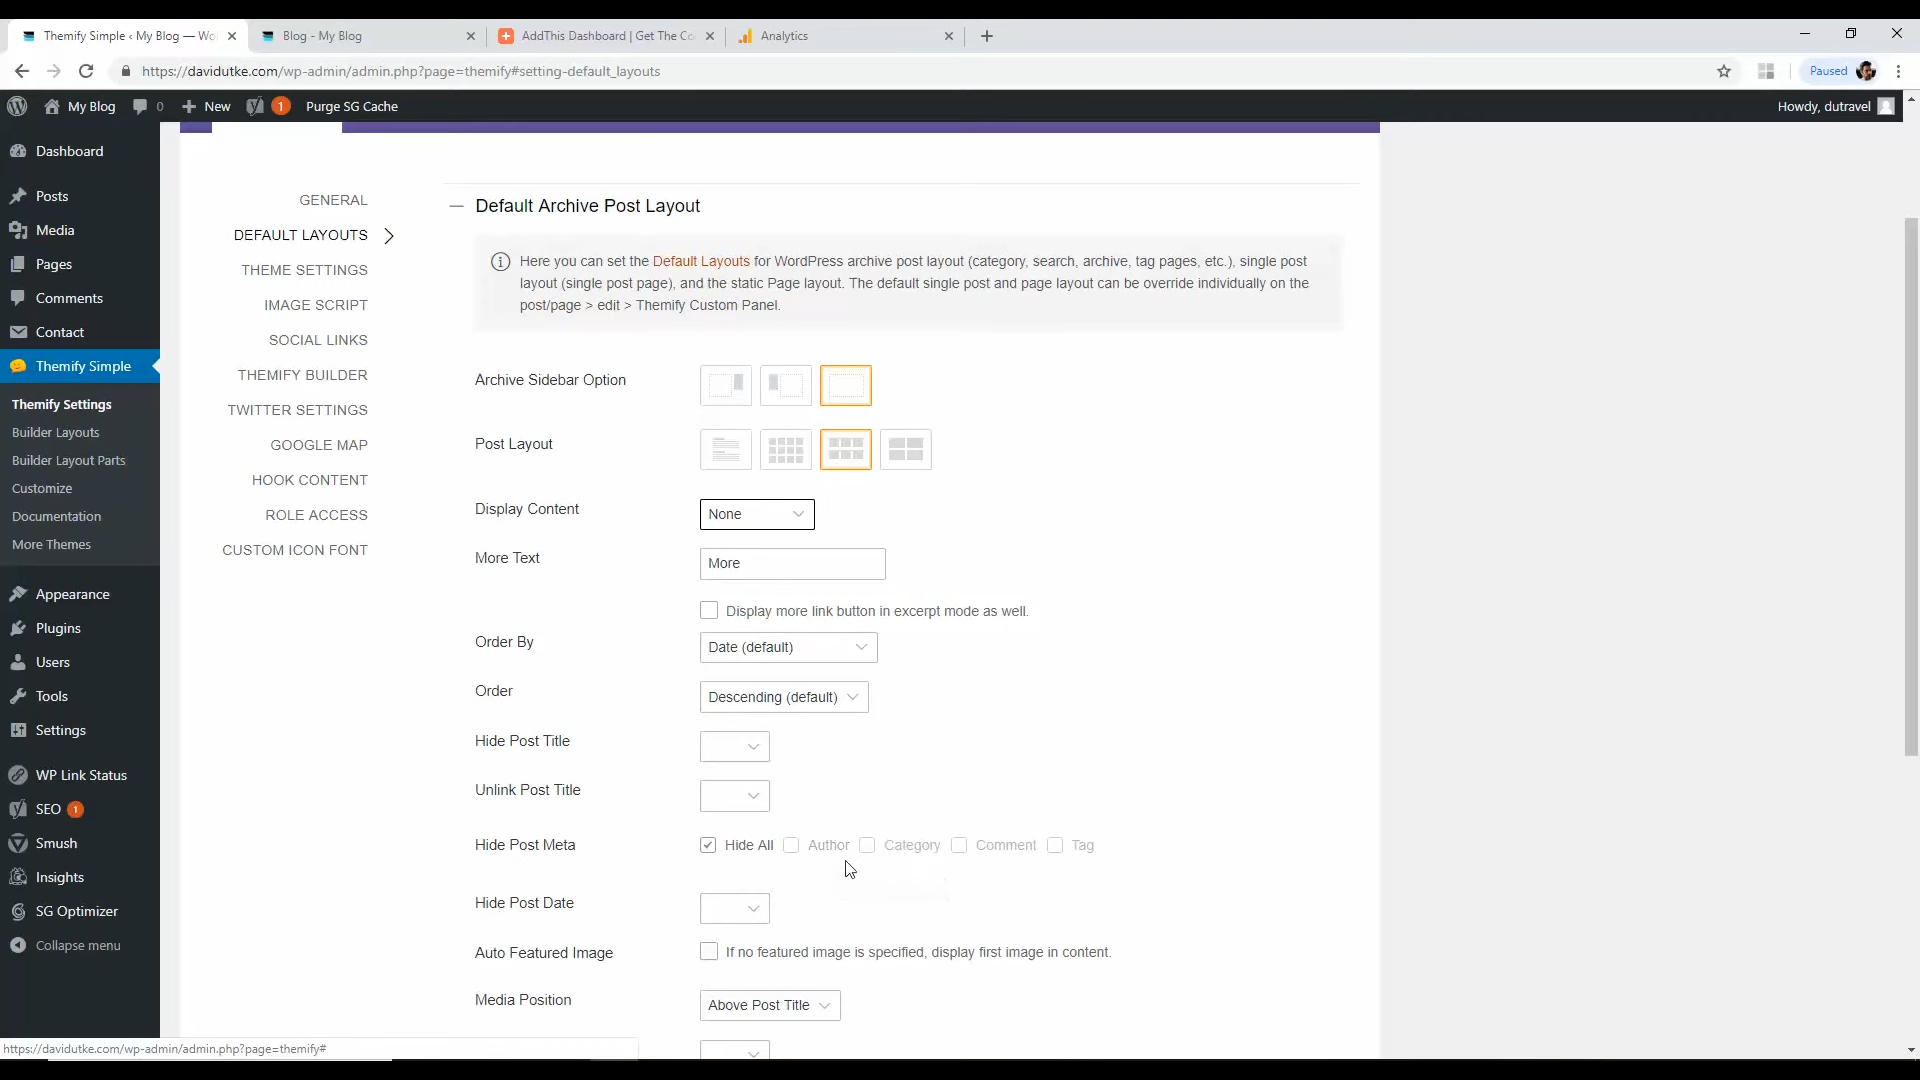 Themify Simple ‹ My Blog — Wo
Blog - My Blog
AddThis Dashboard | Get The Co
Analytics
https://davidutke.com/wp-admin/admin.php?page=themify#setting-default_layouts
Paused
My Blog
0
New
1
Purge SG Cache
Howdy, dutravel
Dashboard
Posts
Media
Pages
Comments
Contact
Themify Simple
Themify Settings
Builder Layouts
Builder Layout Parts
Customize
Documentation
More Themes
Appearance
Plugins
Users
Tools
Settings
WP Link Status
SEO 1
Smush
Insights
SG Optimizer
Collapse menu
GENERAL
DEFAULT LAYOUTS
THEME SETTINGS
IMAGE SCRIPT
SOCIAL LINKS
THEMIFY BUILDER
TWITTER SETTINGS
GOOGLE MAP
HOOK CONTENT
ROLE ACCESS
CUSTOM ICON FONT
Default Archive Post Layout
Here you can set the Default Layouts for WordPress archive post layout (category, search, archive, tag pages, etc.), single post
layout (single post page), and the static Page layout. The default single post and page layout can be override individually on the
post/page > edit > Themify Custom Panel.
Archive Sidebar Option
Post Layout
Display Content
None
More Text
More
Display more link button in excerpt mode as well.
Order By
Date (default)
Order
Descending (default)
Hide Post Title
Unlink Post Title
Hide Post Meta
Hide All
Author
Category
Comment
Tag
Hide Post Date
Auto Featured Image
If no featured image is specified, display first image in content.
Media Position
Above Post Title
https://davidutke.com/wp-admin/admin.php?page=themify#